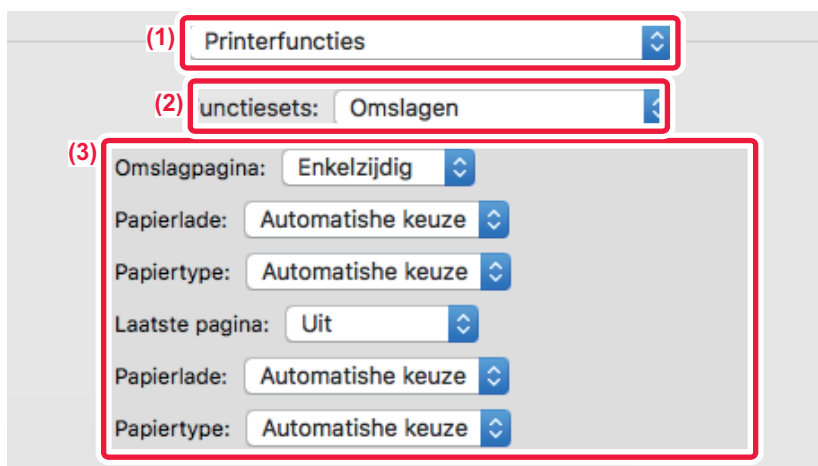 (1) Printerfuncties
(2) unctiesets: Omslagen
(3)
Omslagpagina: Enkelzijdig
Papierlade: Automatishe keuze
Papiertype: Automatishe keuze
Laatste pagina: Uit
Papierlade: Automatishe keuze
Papiertype: Automatishe keuze